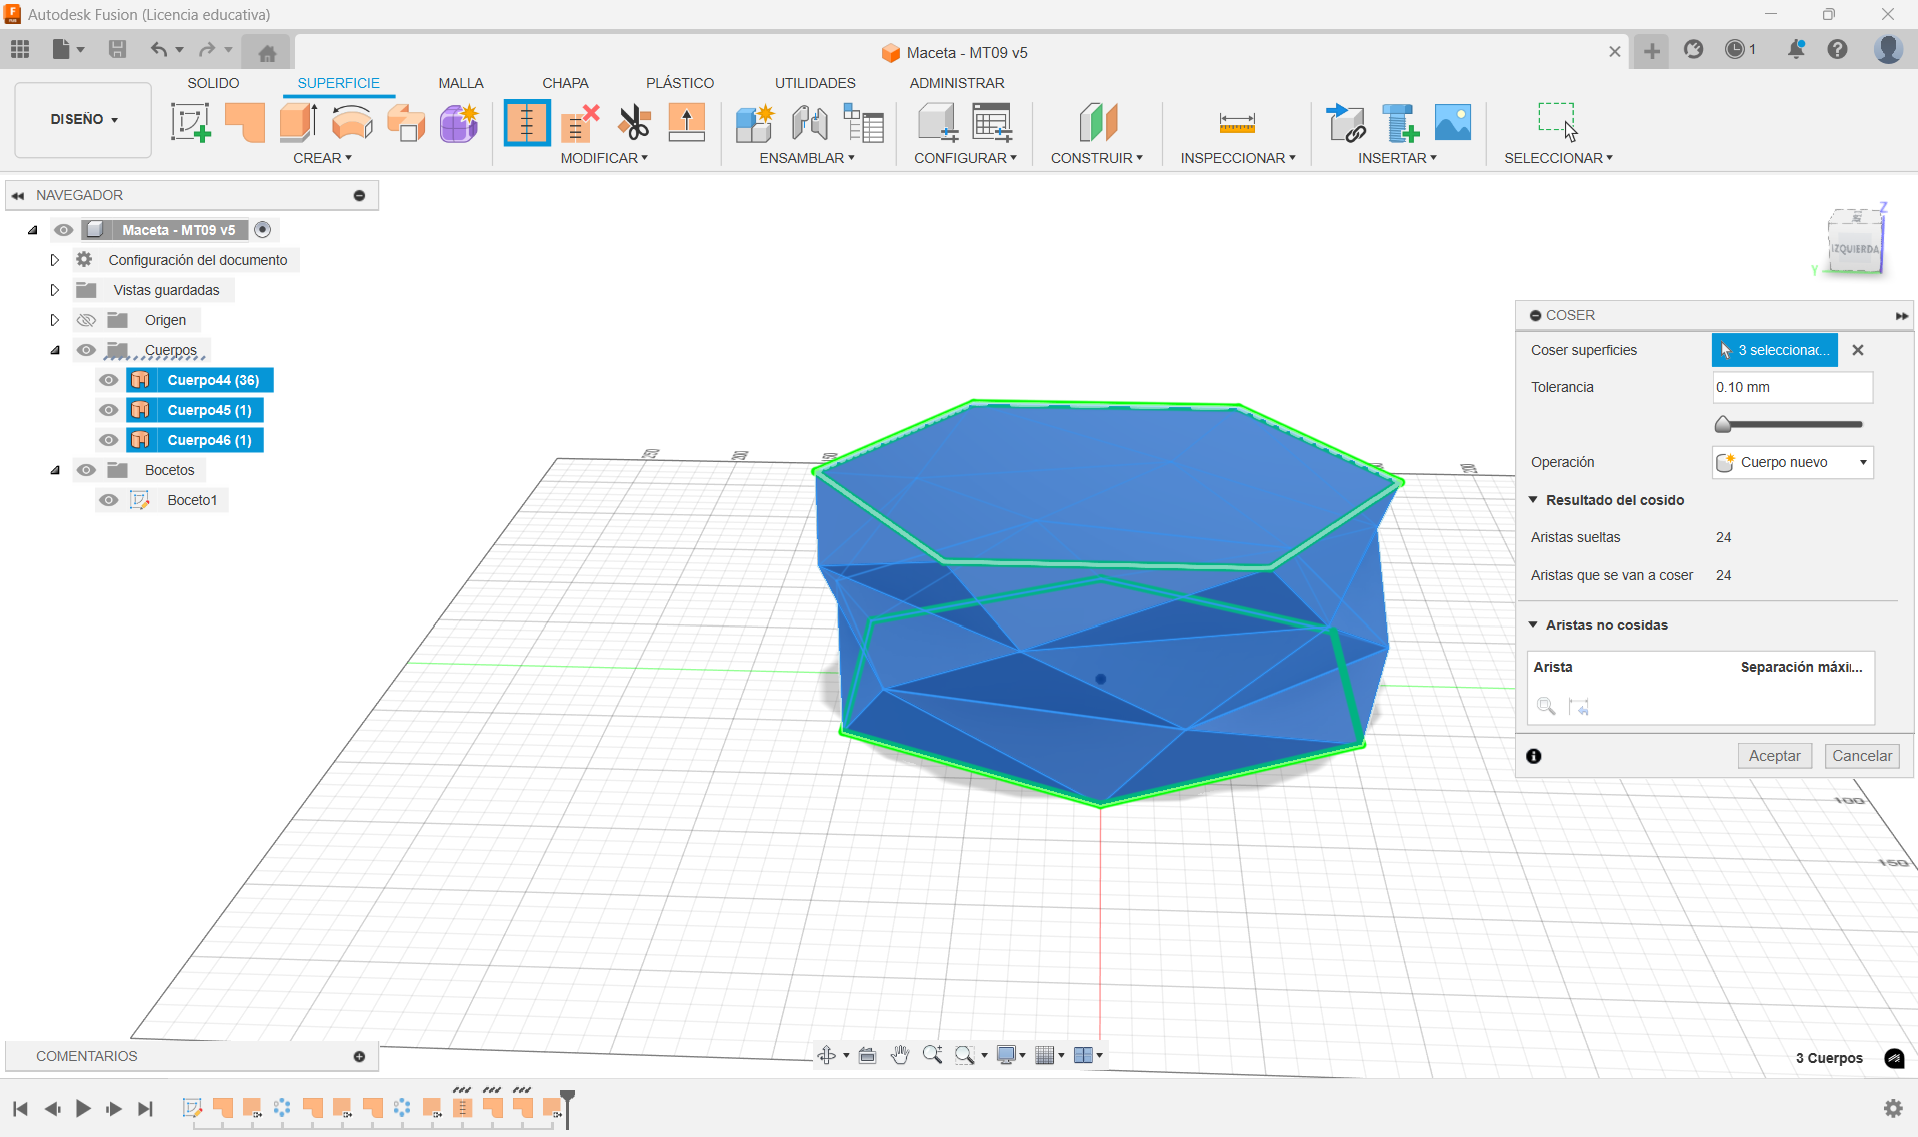 Autodesk Fusion (Licencia educativa)
Maceta - MT09 v5
1
DISEÑO
SOLIDO
SUPERFICIE
MALLA
CHAPA
PLÁSTICO
UTILIDADES
ADMINISTRAR
CREAR
MODIFICAR
ENSAMBLAR
CONFIGURAR
CONSTRUIR
INSPECCIONAR
INSERTAR
SELECCIONAR
NAVEGADOR
Maceta - MT09 v5
Configuración del documento
Vistas guardadas
Origen
Cuerpos
Cuerpo44 (36)
Cuerpo45 (1)
Cuerpo46 (1)
Bocetos
Boceto1
Z
IZQUIERDA
Y
COSER
Coser superficies
3 seleccionac...
Tolerancia
0.10 mm
Operación
Cuerpo nuevo
Resultado del cosido
Aristas sueltas
24
Aristas que se van a coser
24
Aristas no cosidas
Arista
Separación máxi...
Aceptar
Cancelar
100
150
COMENTARIOS
3 Cuerpos